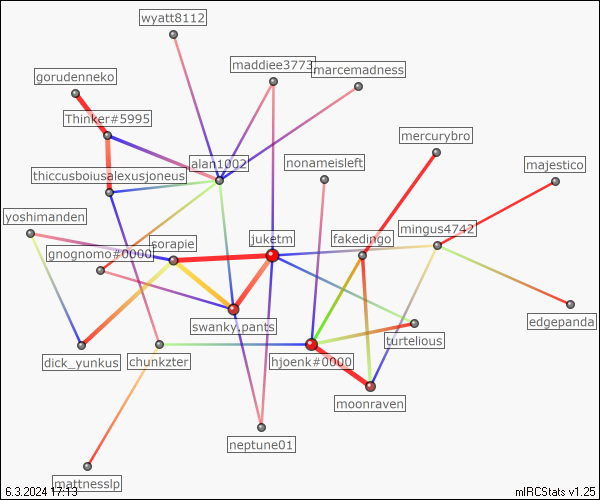 wyatt8112
maddiee3773
marcemadness
gorudenneko
Thinker#5995
mercurybro
alan1002
nonameisleft
majestico
thiccusboiusalexusjoneus
yoshimanden
mingus4742
juketm
fakedingo
sorapie
gnognomo#0000
swanky.pants
edgepanda
turtelious
dick_yunkus
chunkzter
hjoenk#0000
moonraven
neptune01
mattnesslp
6.3.2024 17:13
mIRCStats v1.25